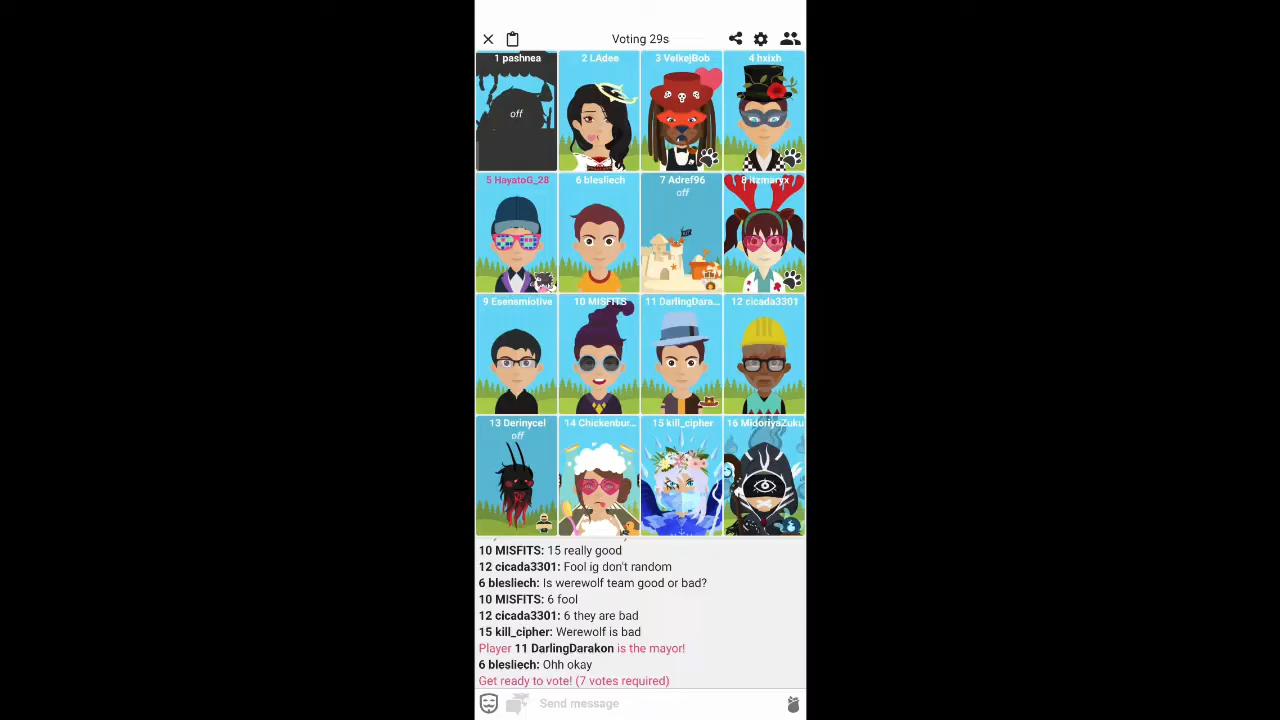 Voting 29s
1 pashnea
2 LAdee
3 VelkejBob
4 hxixh
off
5 HayatoG_28
6 blesliech
7 Adref96
8 itzmaryx
off
9 Esensmiotive
10 MISFITS
11 DarlingDara...
12 cicada3301
13 Derinycel
14 Chickenbur...
15 kill_cipher
16 MidoriyaZuku
off
10 MISFITS: 15 really good
12 cicada3301: Fool ig don't random
6 blesliech: Is werewolf team good or bad?
10 MISFITS: 6 fool
12 cicada3301: 6 they are bad
15 kill_cipher: Werewolf is bad
Player 11 DarlingDarakon is the mayor!
6 blesliech: Ohh okay
Get ready to vote! (7 votes required)
Send message